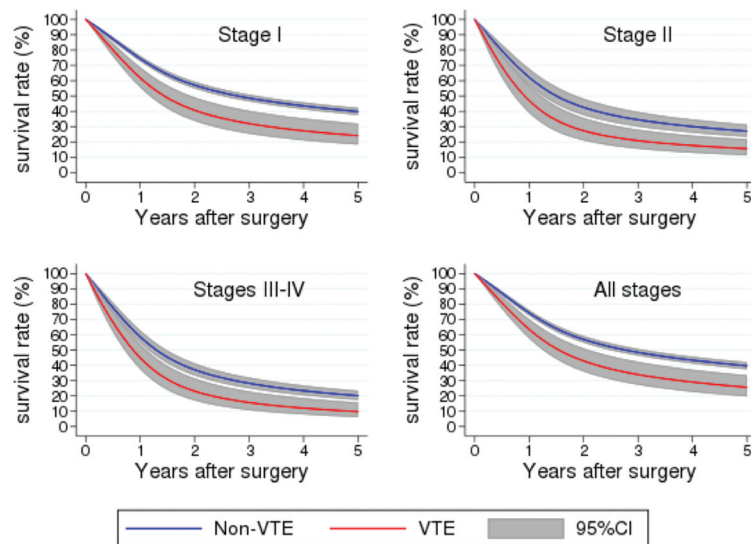 Stage I
survival rate (%)
100
90
80
70
60
50
40
30
20
10
0
0 1 2 3 4 5
Years after surgery
Stage II
survival rate (%)
100
90
80
70
60
50
40
30
20
10
0
0 1 2 3 4 5
Years after surgery
Stages III-IV
survival rate (%)
100
90
80
70
60
50
40
30
20
10
0
0 1 2 3 4 5
Years after surgery
All stages
survival rate (%)
100
90
80
70
60
50
40
30
20
10
0
0 1 2 3 4 5
Years after surgery
Non-VTE VTE 95%CI